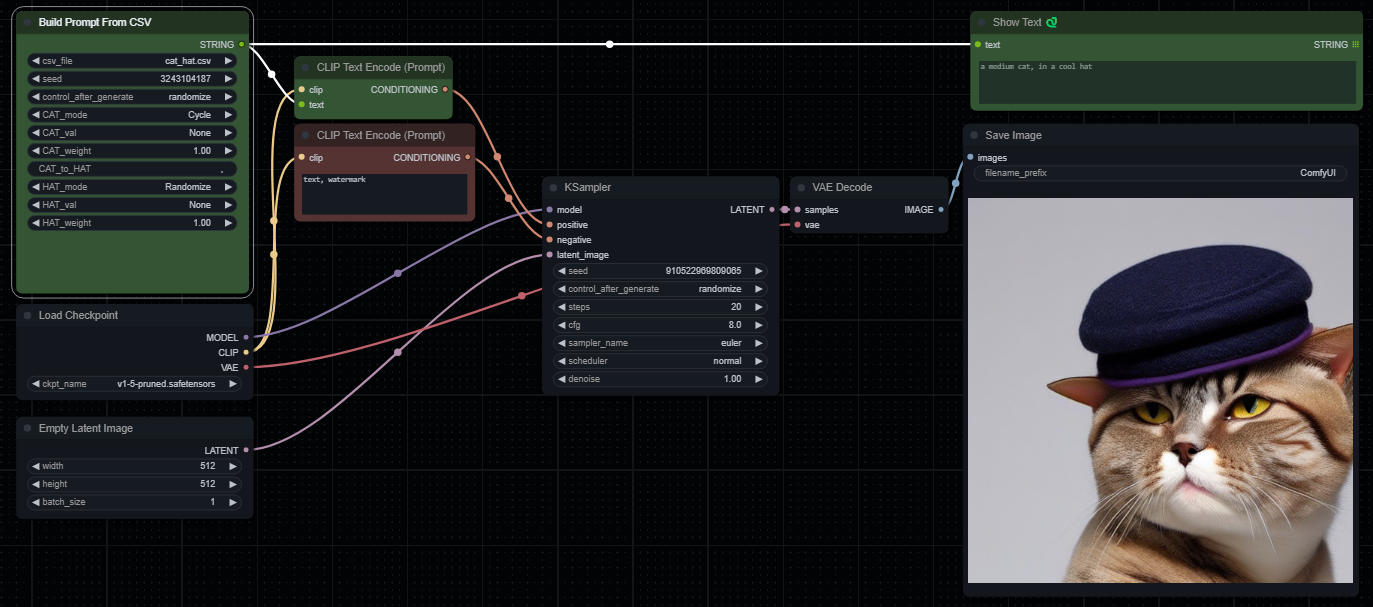 Build Prompt From CSV
STRING
csv_file cat_hat.csv
seed 3243104187
control_after_generate randomize
CAT_mode Cycle
CAT_val None
CAT_weight 1.00
CAT_to_HAT ,
HAT_mode Randomize
HAT_val None
HAT_weight 1.00
Load Checkpoint
MODEL
CLIP
VAE
ckpt_name v1-5-pruned.safetensors
Empty Latent Image
LATENT
width 512
height 512
batch_size 1
CLIP Text Encode (Prompt)
clip CONDITIONING
text
CLIP Text Encode (Prompt)
clip CONDITIONING
text, watermark
KSampler
model LATENT
positive
negative
latent_image
seed 910522969809065
control_after_generate randomize
steps 20
cfg 8.0
sampler_name euler
scheduler normal
denoise 1.00
VAE Decode
samples IMAGE
vae
Show Text
text STRING
a medium cat, in a cool hat
Save Image
images
filename_prefix ComfyUI